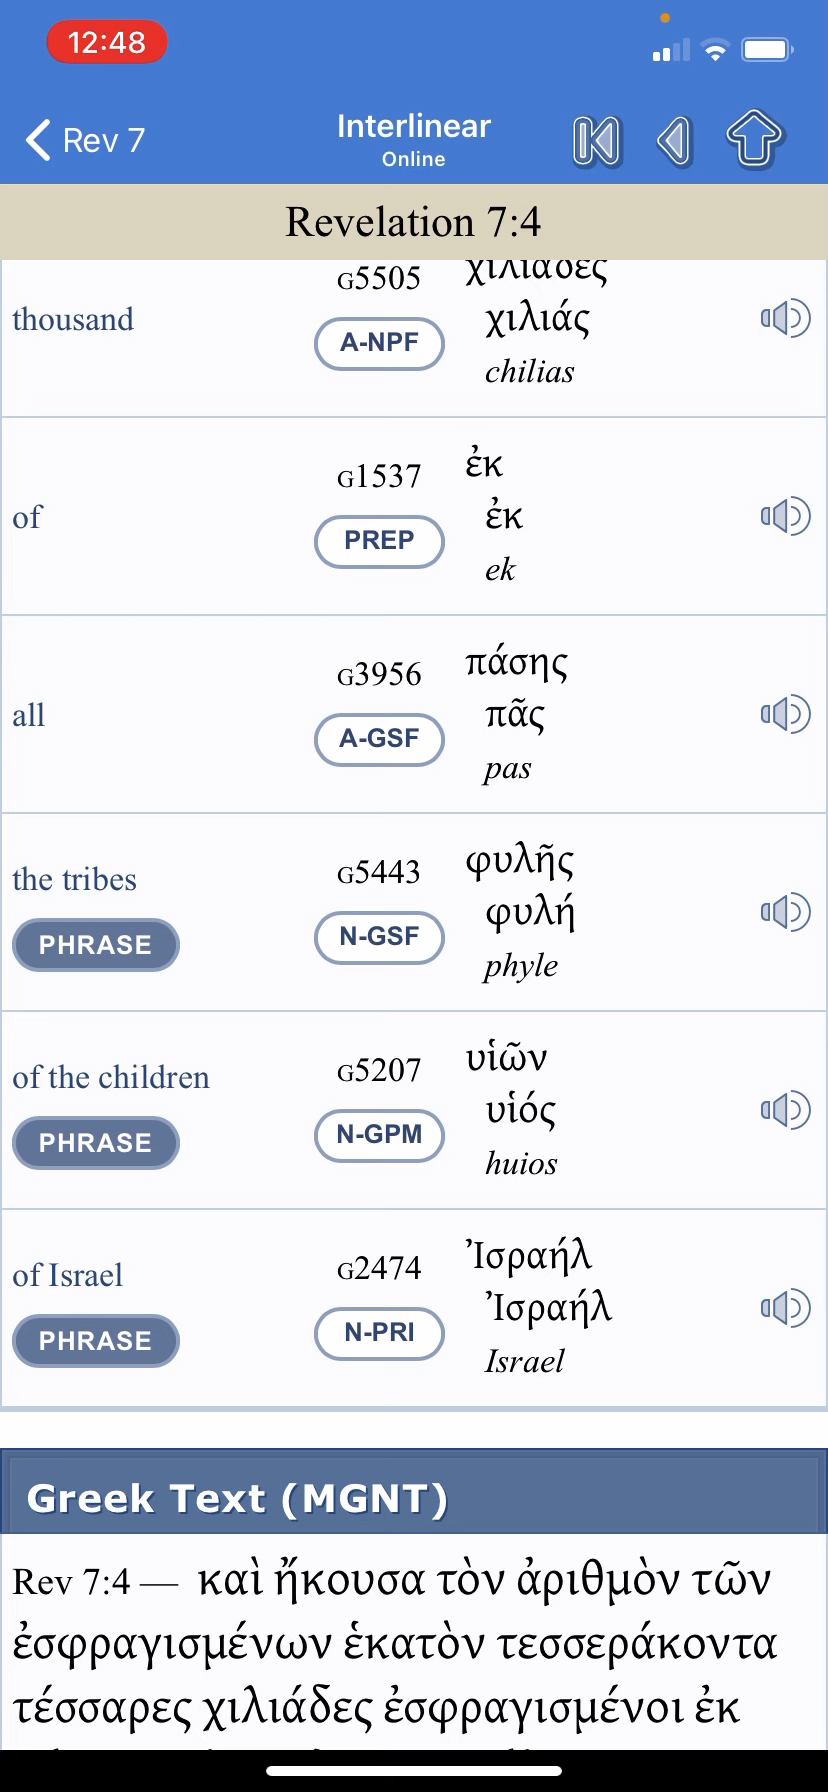 12:48
Rev 7
Interlinear
Online
Revelation 7:4
thousand
G5505
A-NPF
χιλιάδες
χιλιάς
chilias
of
G1537
PREP
ἐκ
ἐκ
ek
all
G3956
A-GSF
πάσης
πᾶς
pas
the tribes
PHRASE
G5443
N-GSF
φυλῆς
φυλή
phyle
of the children
PHRASE
G5207
N-GPM
υἱῶν
υἱός
huios
of Israel
PHRASE
G2474
N-PRI
Ἰσραήλ
Ἰσραήλ
Israel
Greek Text (MGNT)
Rev 7:4 — καὶ ἤκουσα τὸν ἀριθμὸν τῶν
ἐσφραγισμένων ἑκατὸν τεσσεράκοντα
τέσσαρες χιλιάδες ἐσφραγισμένοι ἐκ